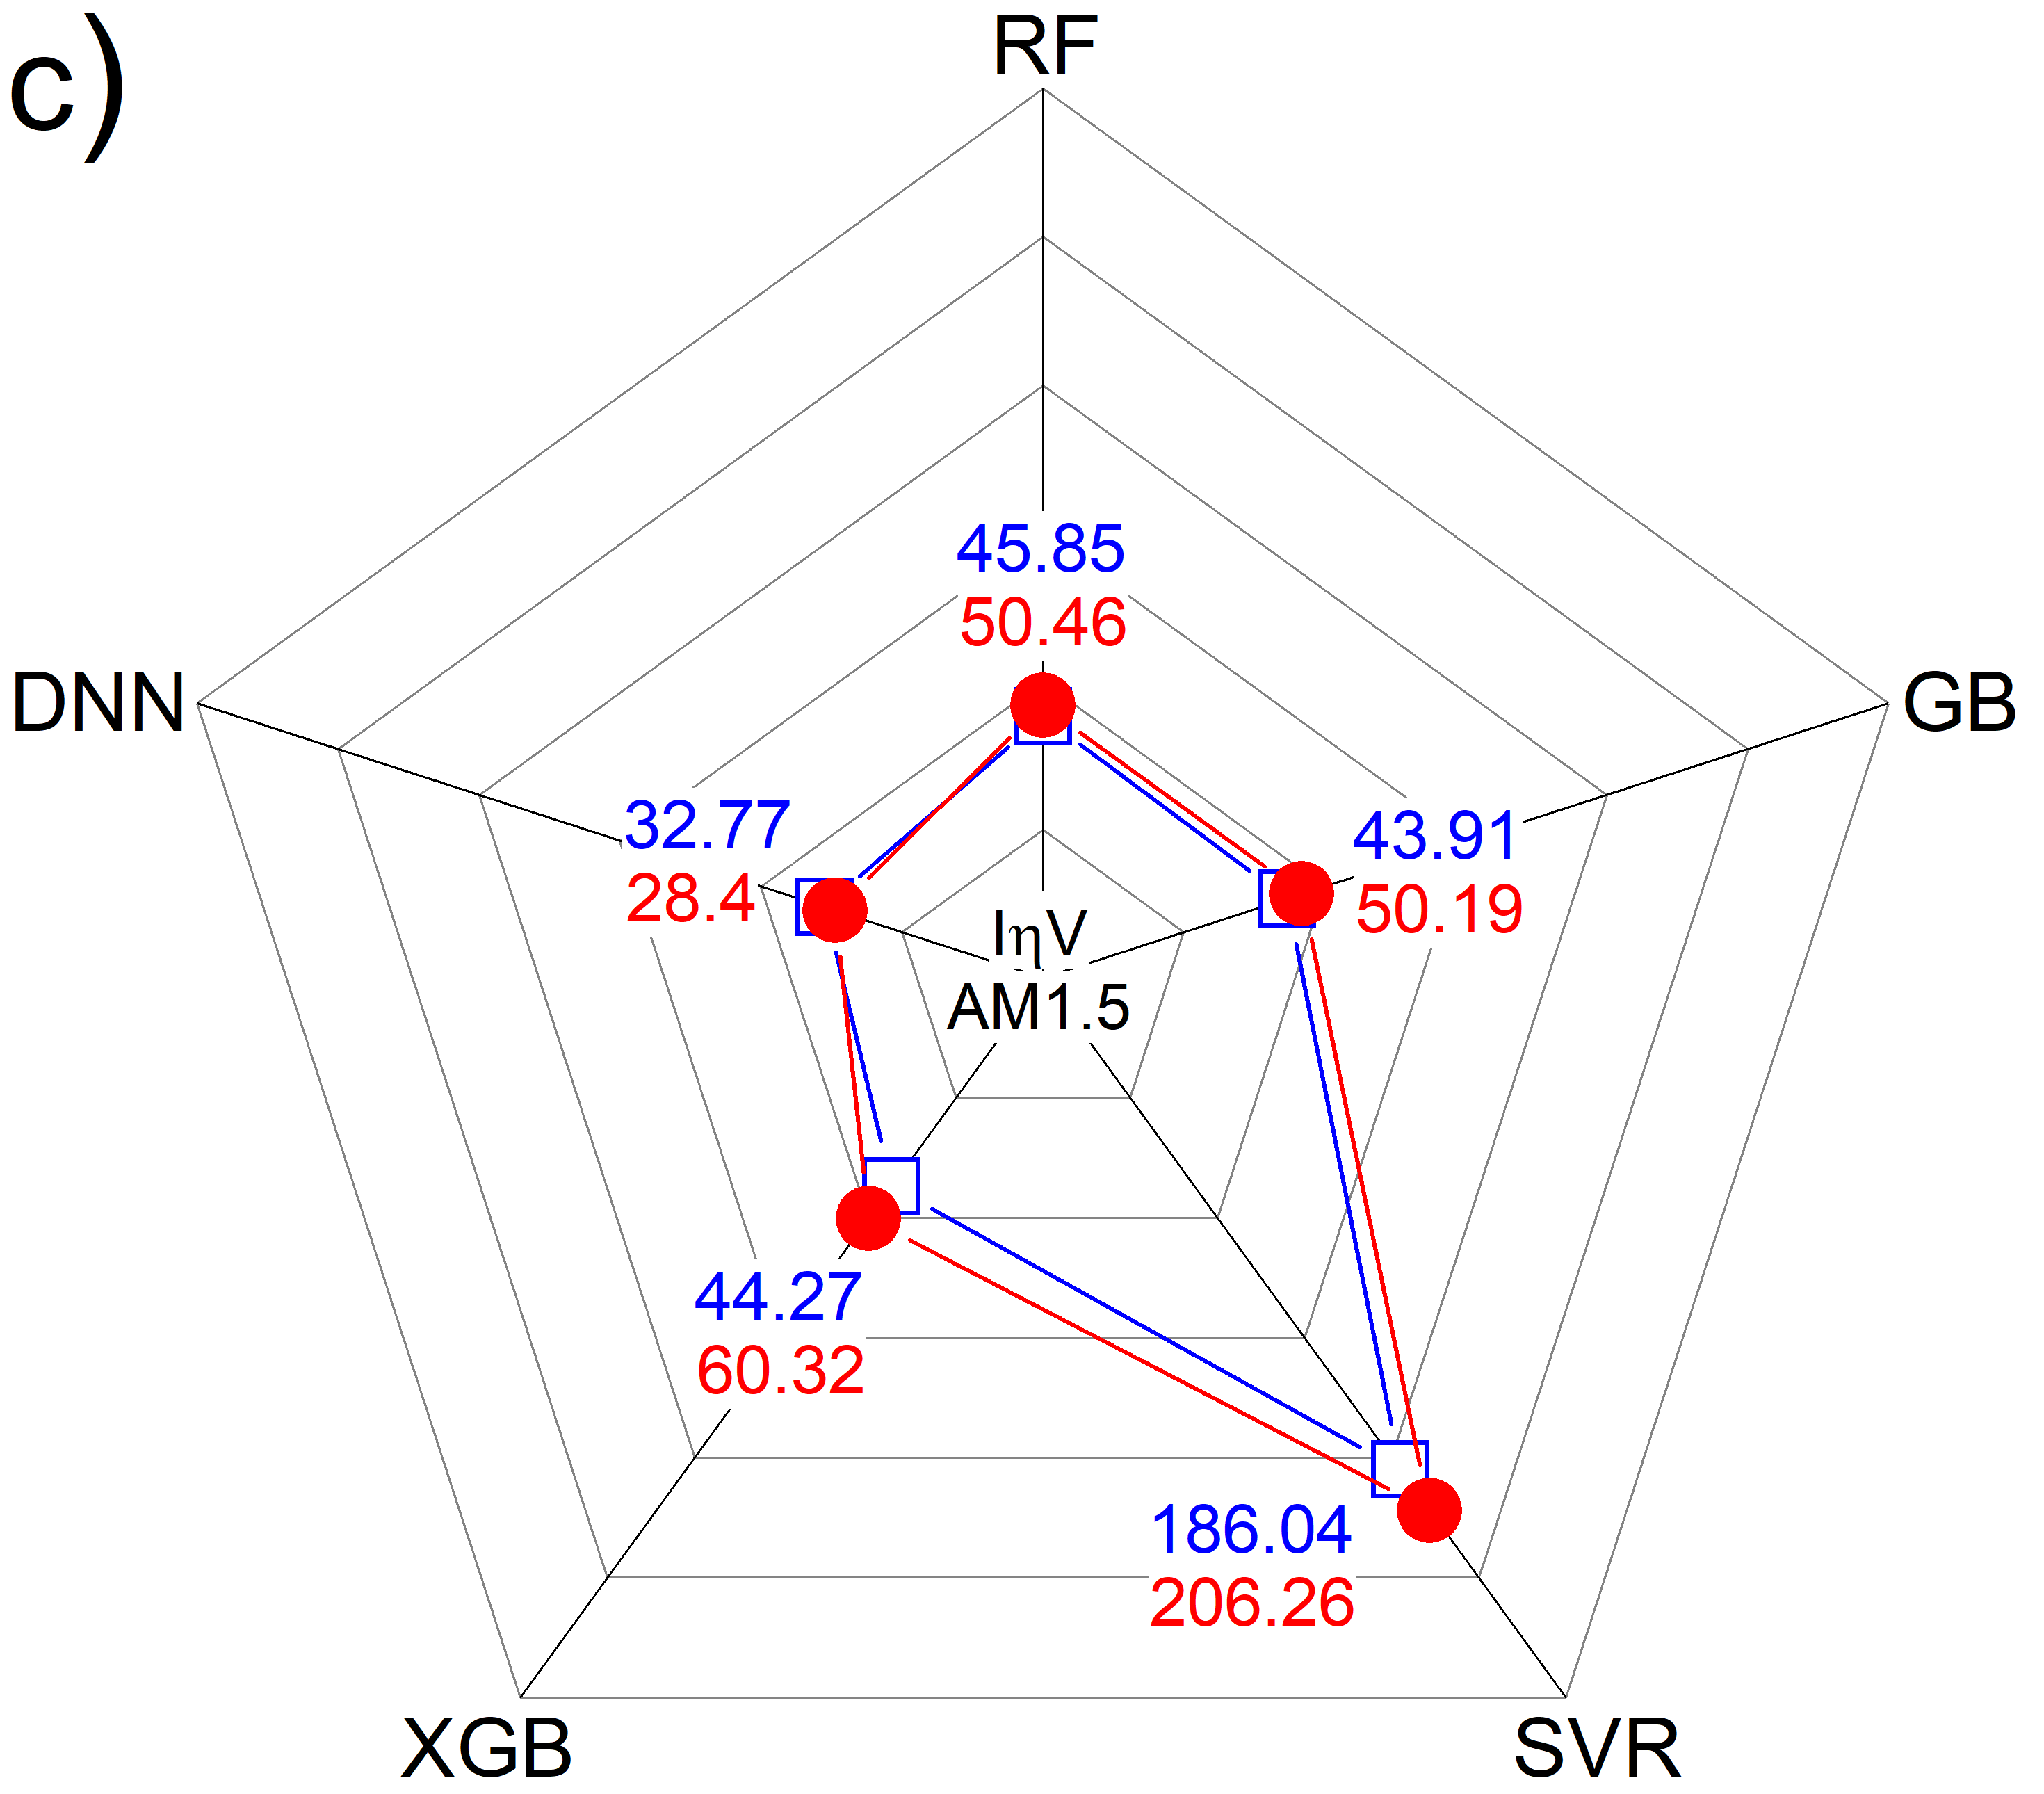 c)
RF
45.85
50.46
DNN
GB
32.77
28.4
43.91
50.19
IηV
AM1.5
44.27
60.32
186.04
206.26
XGB
SVR